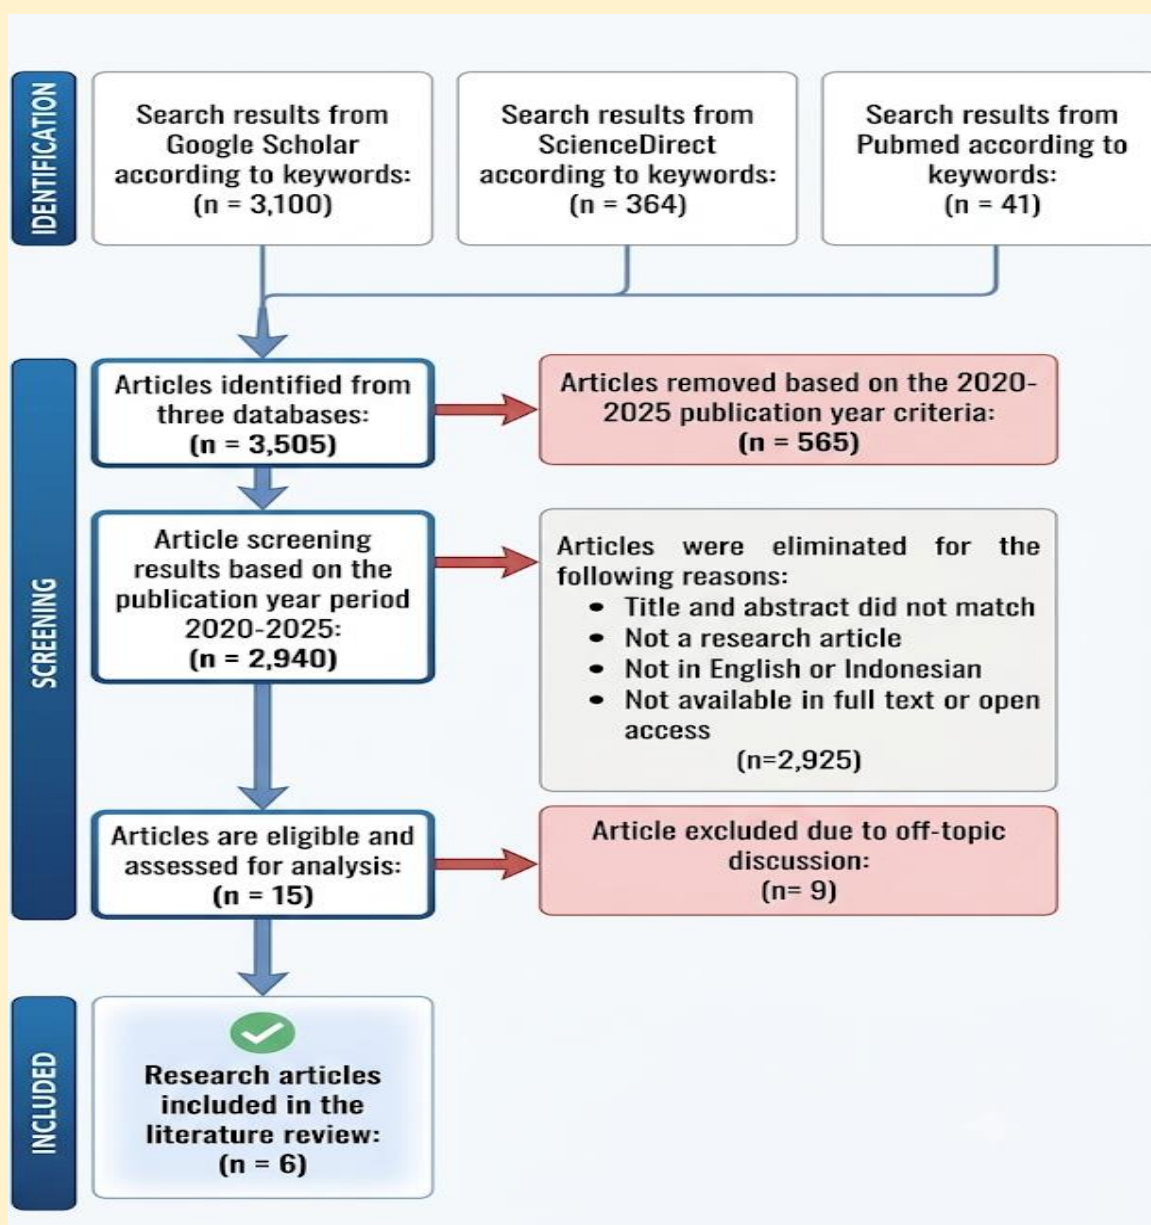 IDENTIFICATION
Search results from
Google Scholar
according to keywords:
(n = 3,100)
Search results from
ScienceDirect
according to keywords:
(n = 364)
Search results from
Pubmed according to
keywords:
(n = 41)
SCREENING
Articles identified from
three databases:
(n = 3,505)
Articles removed based on the 2020-
2025 publication year criteria:
(n = 565)
Article screening
results based on the
publication year period
2020-2025:
(n = 2,940)
Articles were eliminated for the
following reasons:
• Title and abstract did not match
• Not a research article
• Not in English or Indonesian
• Not available in full text or open
access
(n=2,925)
Articles are eligible and
assessed for analysis:
(n = 15)
Article excluded due to off-topic
discussion:
(n= 9)
INCLUDED
Research articles
included in the
literature review:
(n = 6)